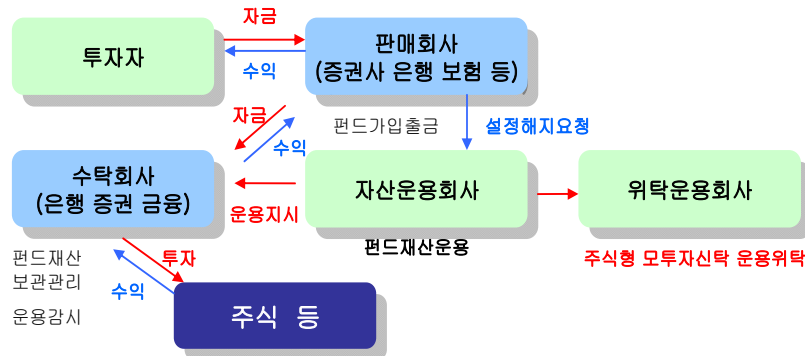 자금
투자자
판매회사
(증권사 은행 보험 등)
수익
자금
펀드가입출금
설정해지요청
수익
수탁회사
(은행 증권 금융)
자산운용회사
위탁운용회사
운용지시
펀드재산운용
주식형 모투자신탁 운용위탁
펀드재산
보관관리
투자
수익
운용감시
주식 등